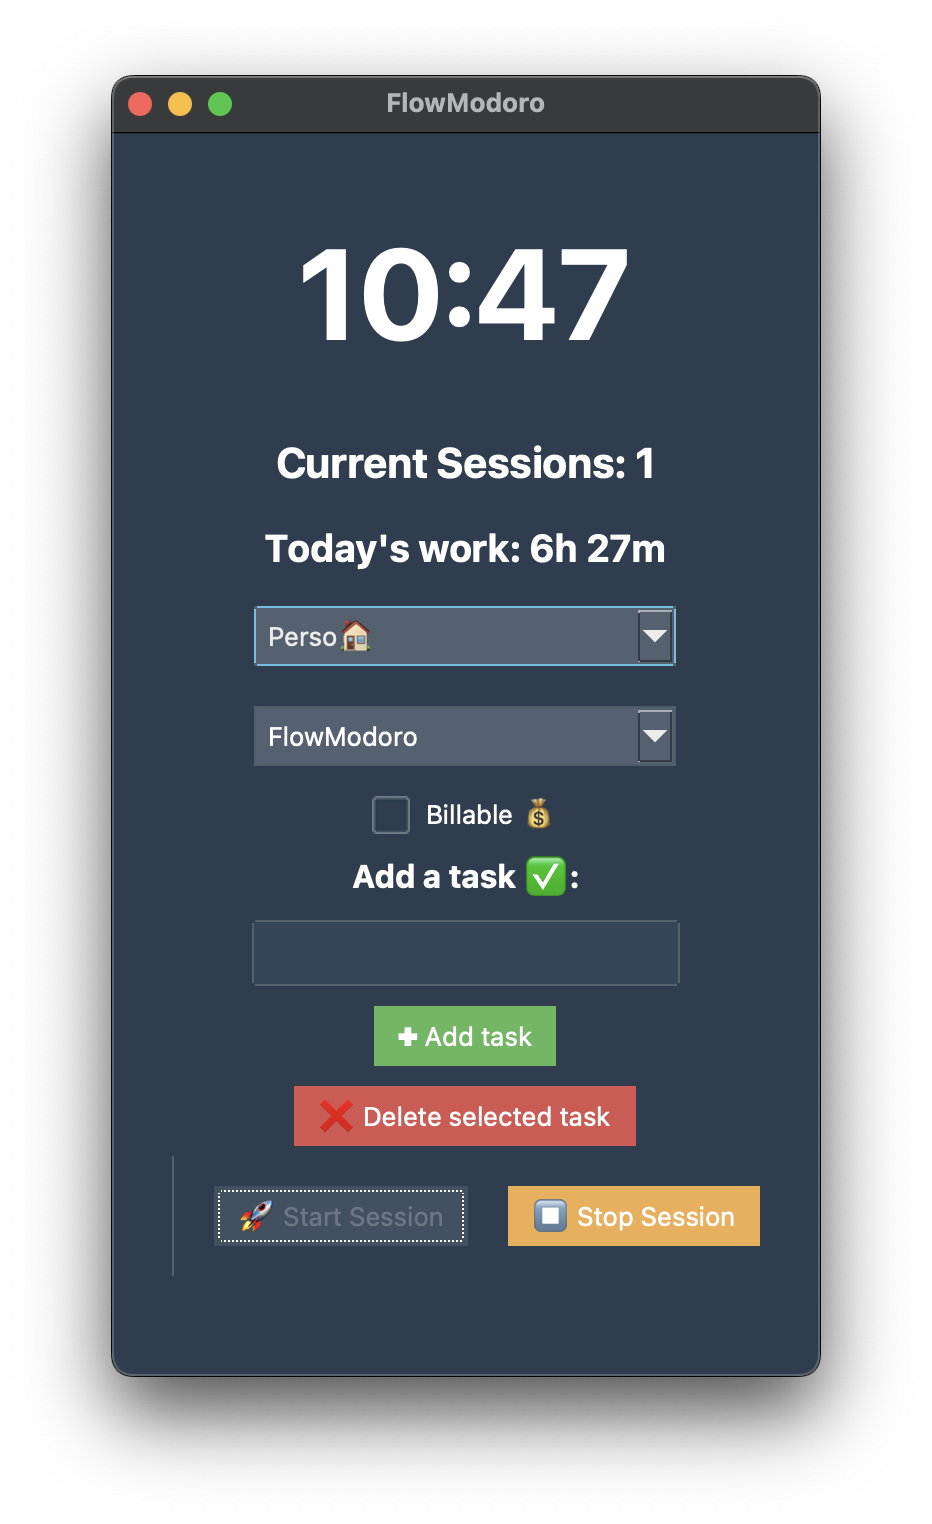 FlowModoro
10:47
Current Sessions: 1
Today's work: 6h 27m
Perso🏠
FlowModoro
Billable 💰
Add a task ✅:
➕ Add task
❌ Delete selected task
🚀 Start Session
⏹️ Stop Session